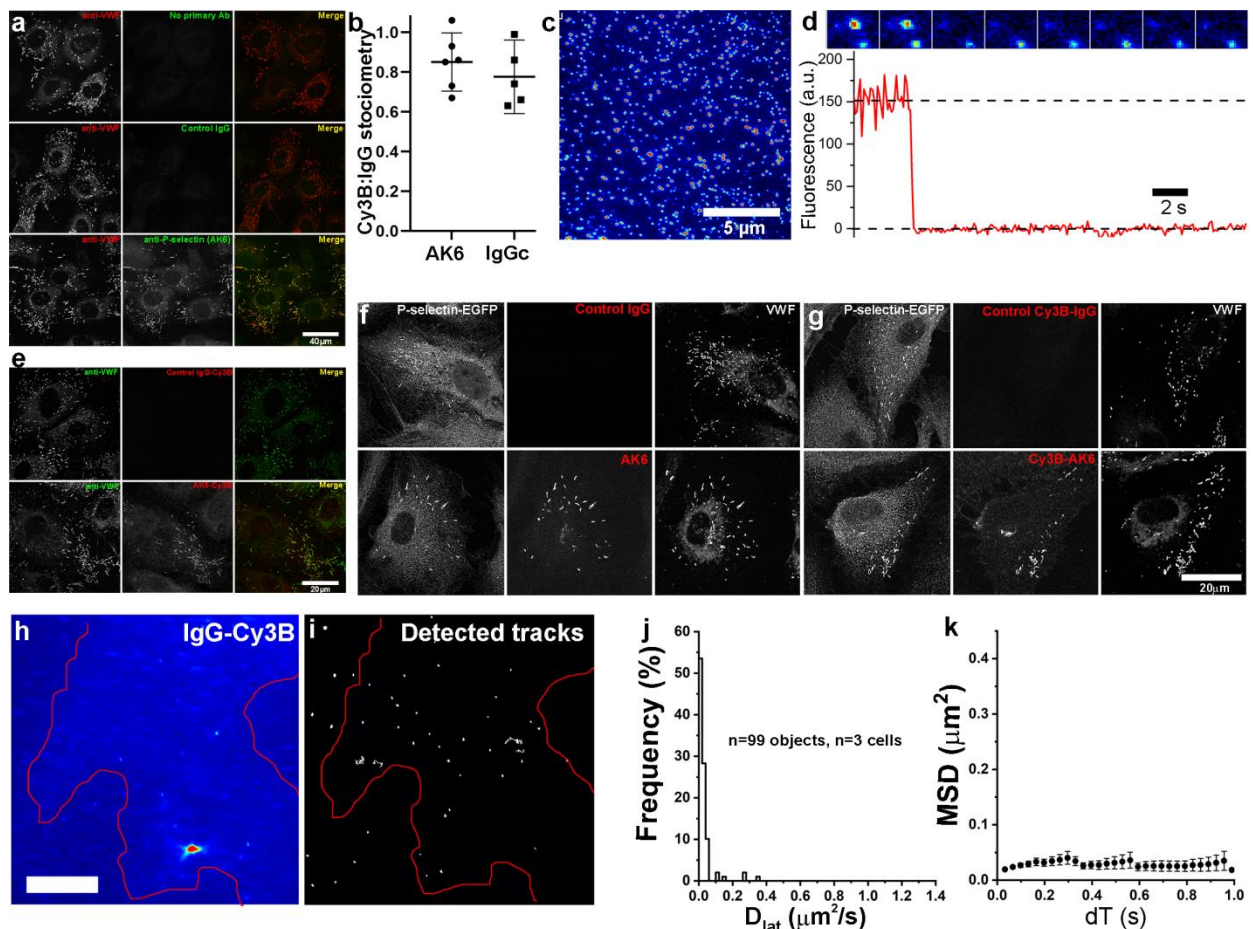 a
anti-VWF
No primary Ab
Merge
anti-VWF
Control IgG
Merge
anti-VWF
anti-P-selectin (AK6)
Merge
40µm
b
Cy3B:IgG stociometry
1.0
0.8
0.6
0.4
0.2
0.0
AK6
IgGc
c
5 µm
d
Fluorescence (a.u.)
150
100
50
0
2 s
e
anti-VWF
Control IgG-Cy3B
Merge
anti-VWF
AK6-Cy3B
Merge
20µm
f
P-selectin-EGFP
Control IgG
VWF
AK6
g
P-selectin-EGFP
Control Cy3B-IgG
VWF
Cy3B-AK6
20µm
h
IgG-Cy3B
i
Detected tracks
j
Frequency (%)
60
50
40
30
20
10
0
n=99 objects, n=3 cells
0.0 0.2 0.4 0.6 0.8 1.0 1.2 1.4
Dlat (µm²/s)
k
MSD (µm²)
0.4
0.3
0.2
0.1
0.0
0.0 0.2 0.4 0.6 0.8 1.0
dT (s)